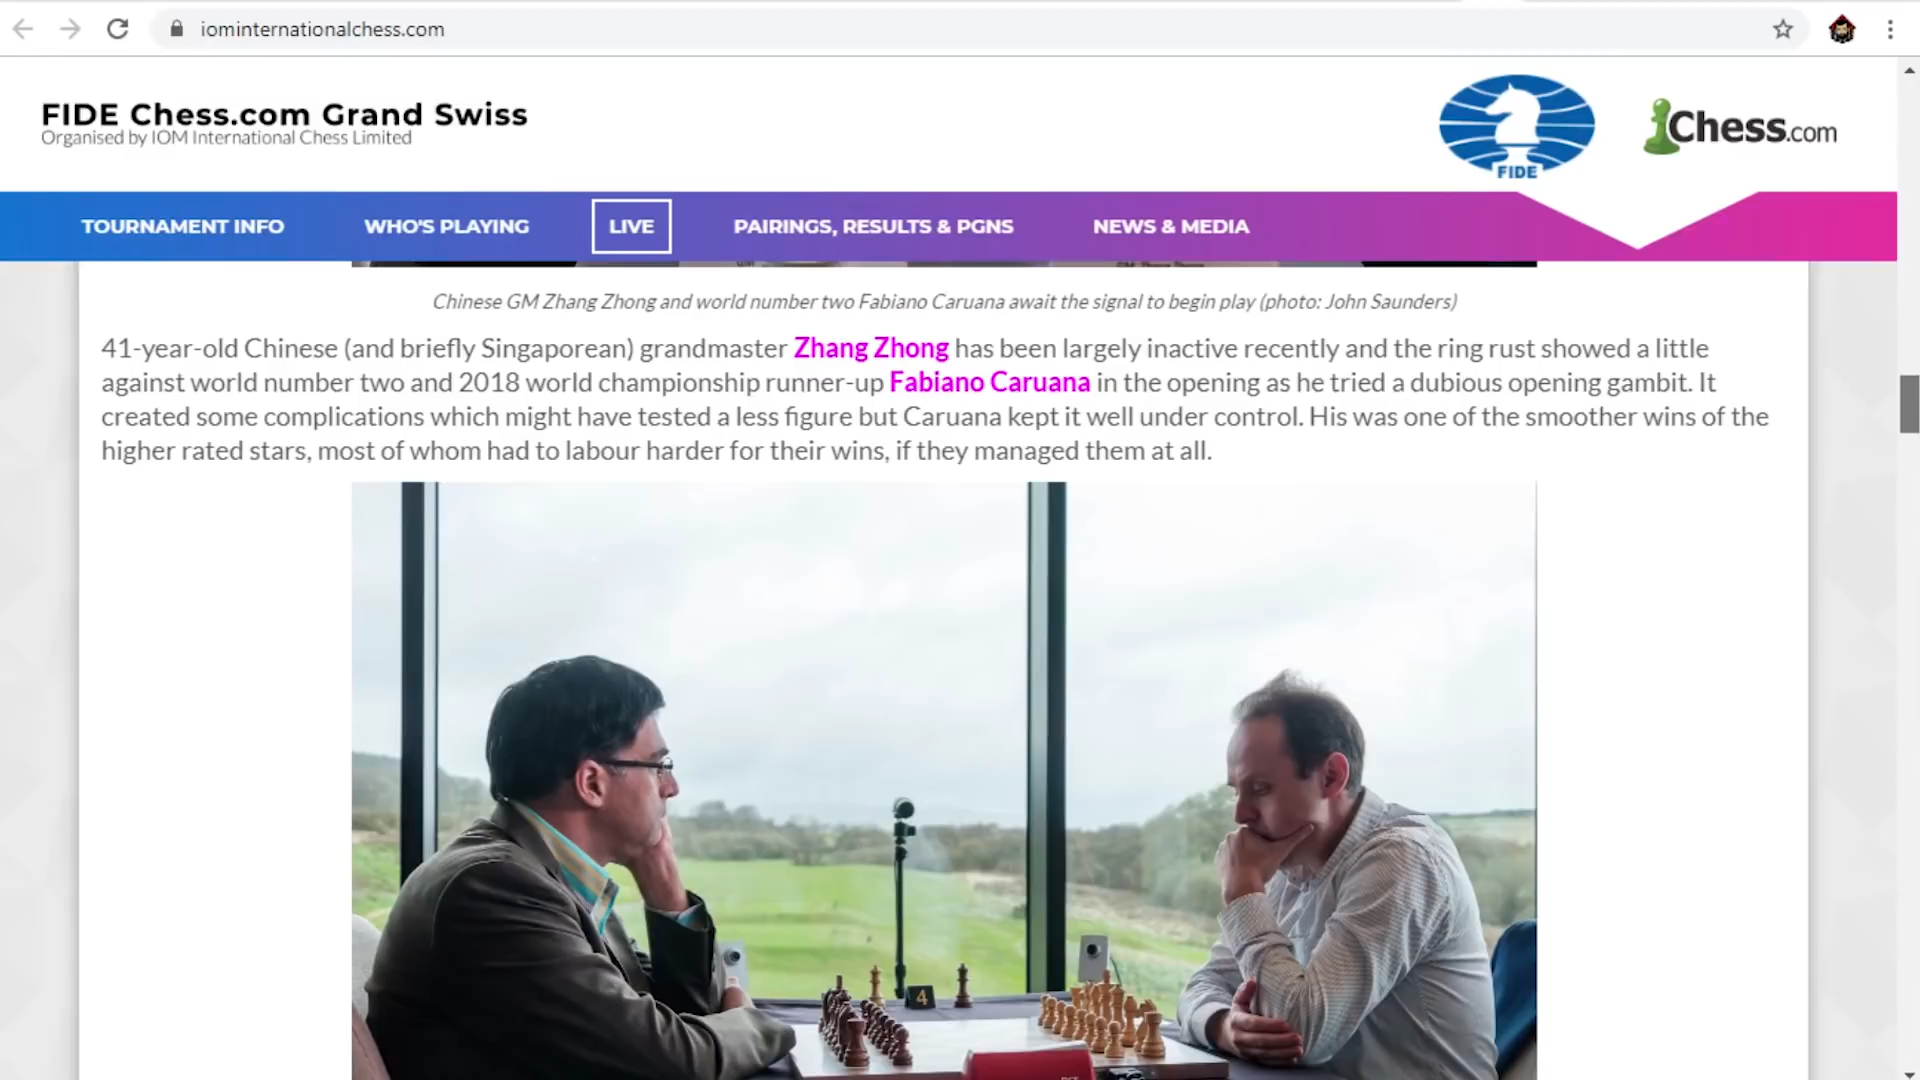 iominternationalchess.com
FIDE Chess.com Grand Swiss
Organised by IOM International Chess Limited
FIDE
Chess.com
TOURNAMENT INFO
WHO'S PLAYING
LIVE
PAIRINGS, RESULTS & PGNS
NEWS & MEDIA
Chinese GM Zhang Zhong and world number two Fabiano Caruana await the signal to begin play (photo: John Saunders)
41-year-old Chinese (and briefly Singaporean) grandmaster Zhang Zhong has been largely inactive recently and the ring rust showed a little
against world number two and 2018 world championship runner-up Fabiano Caruana in the opening as he tried a dubious opening gambit. It
created some complications which might have tested a less figure but Caruana kept it well under control. His was one of the smoother wins of the
higher rated stars, most of whom had to labour harder for their wins, if they managed them at all.
4